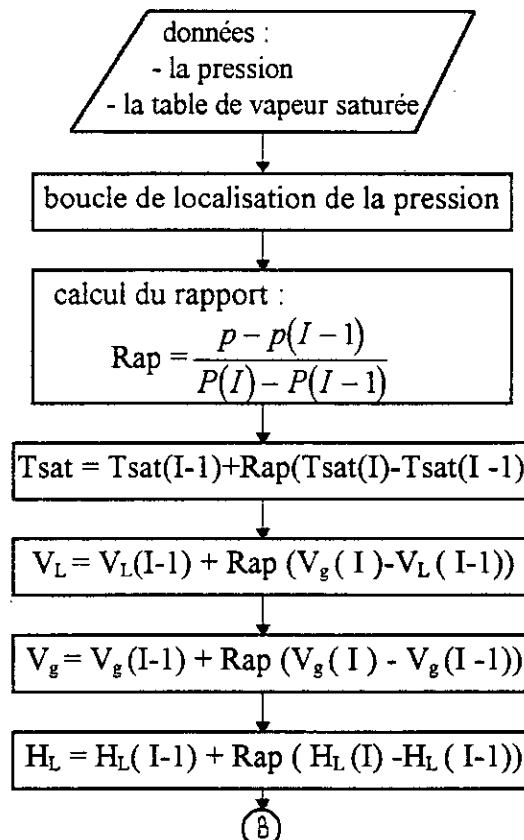 données :
- la pression
- la table de vapeur saturée
boucle de localisation de la pression
calcul du rapport :
Rap = \frac{p - p(I-1)}{P(I) - P(I-1)}
Tsat = Tsat(I-1)+Rap(Tsat(I)-Tsat(I -1)
V_L = V_L(I-1) + Rap (V_g ( I )-V_L ( I-1))
V_g = V_g (I-1) + Rap (V_g ( I ) - V_g (I -1))
H_L = H_L( I-1) + Rap ( H_L (I) -H_L ( I-1))
8